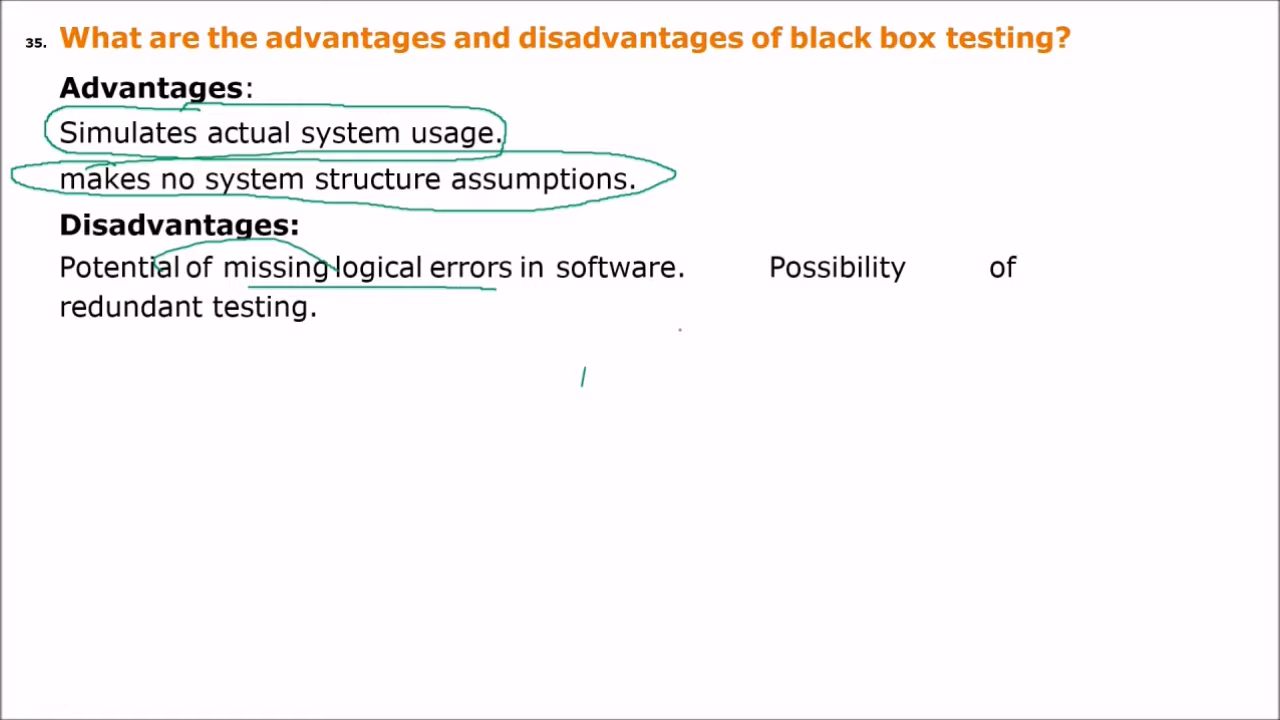 35. What are the advantages and disadvantages of black box testing?
Advantages:
Simulates actual system usage.
makes no system structure assumptions.
Disadvantages:
Potential of missing logical errors in software. Possibility of
redundant testing.